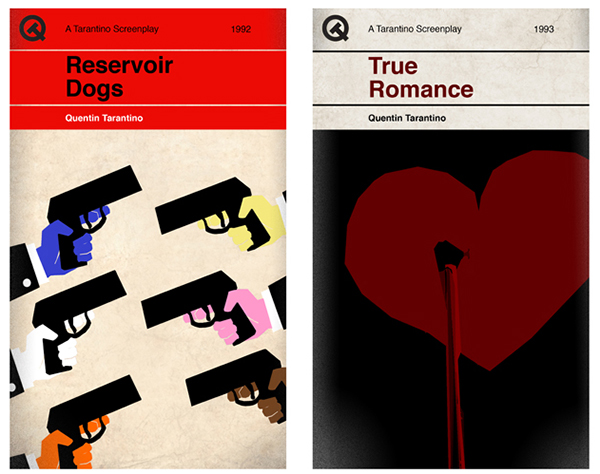 A Tarantino Screenplay 1992
Reservoir
Dogs
Quentin Tarantino
A Tarantino Screenplay 1993
True
Romance
Quentin Tarantino